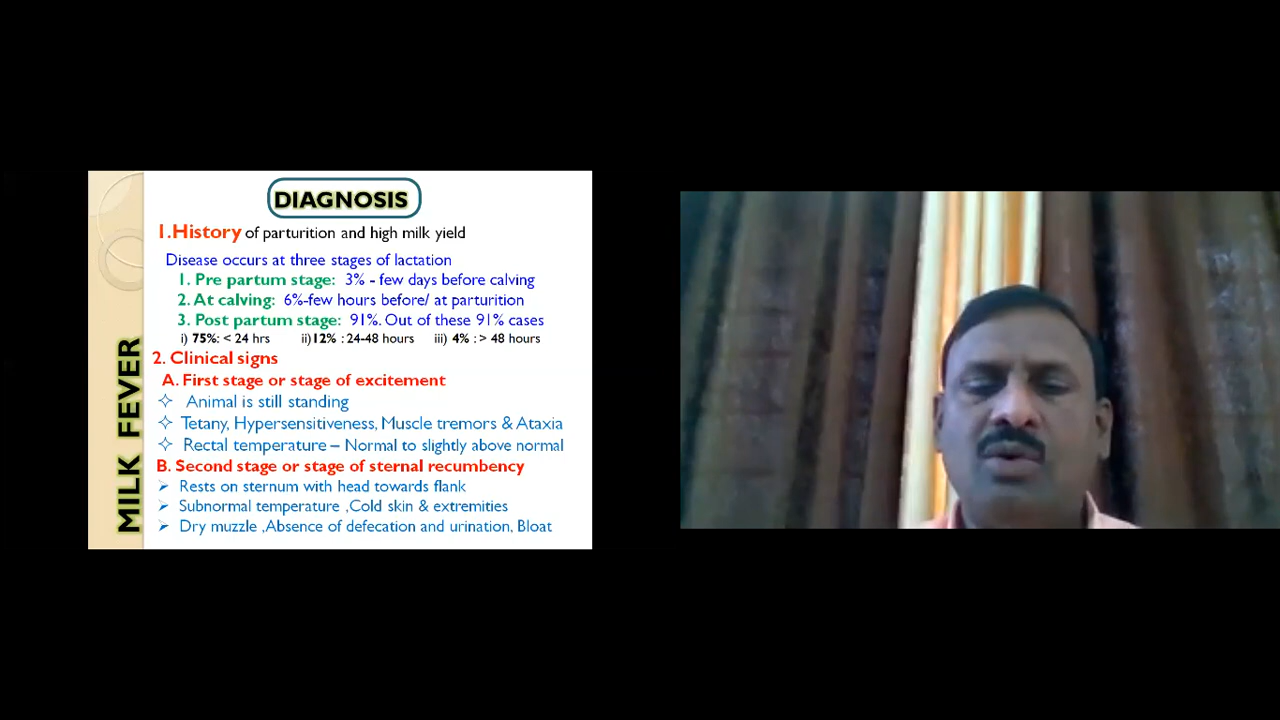 DIAGNOSIS
1.History of parturition and high milk yield
Disease occurs at three stages of lactation
1. Pre partum stage: 3% - few days before calving
2. At calving: 6%-few hours before/ at parturition
3. Post partum stage: 91%. Out of these 91% cases
i) 75%: < 24 hrs ii)12% : 24-48 hours iii) 4% : > 48 hours
2. Clinical signs
A. First stage or stage of excitement
✧ Animal is still standing
✧ Tetany, Hypersensitiveness, Muscle tremors & Ataxia
✧ Rectal temperature – Normal to slightly above normal
B. Second stage or stage of sternal recumbency
➢ Rests on sternum with head towards flank
➢ Subnormal temperature ,Cold skin & extremities
➢ Dry muzzle ,Absence of defecation and urination, Bloat
MILK FEVER